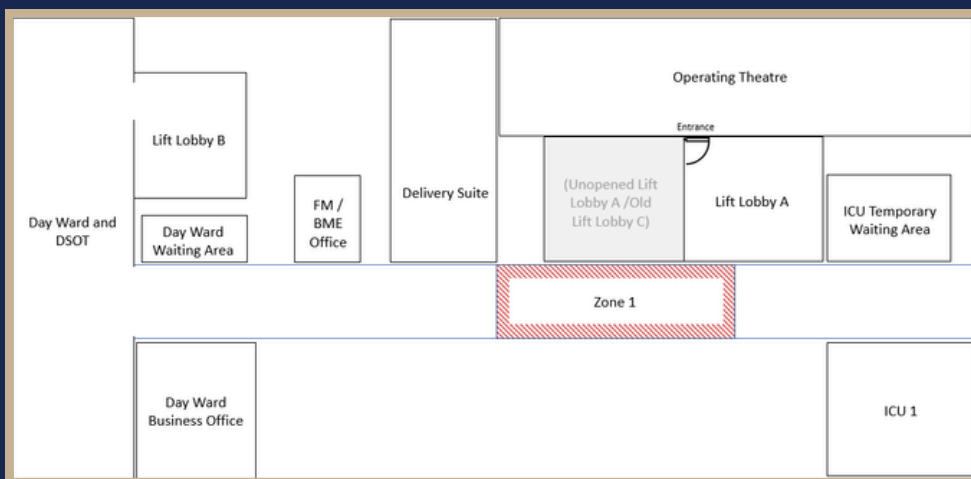 Operating Theatre
Entrance
Lift Lobby B
(Unopened Lift
Lobby A /Old
Lift Lobby C)
Delivery Suite
Lift Lobby A
FM /
BME
Office
ICU Temporary
Waiting Area
Day Ward and
DSOT
Day Ward
Waiting Area
Zone 1
Day Ward
Business Office
ICU 1